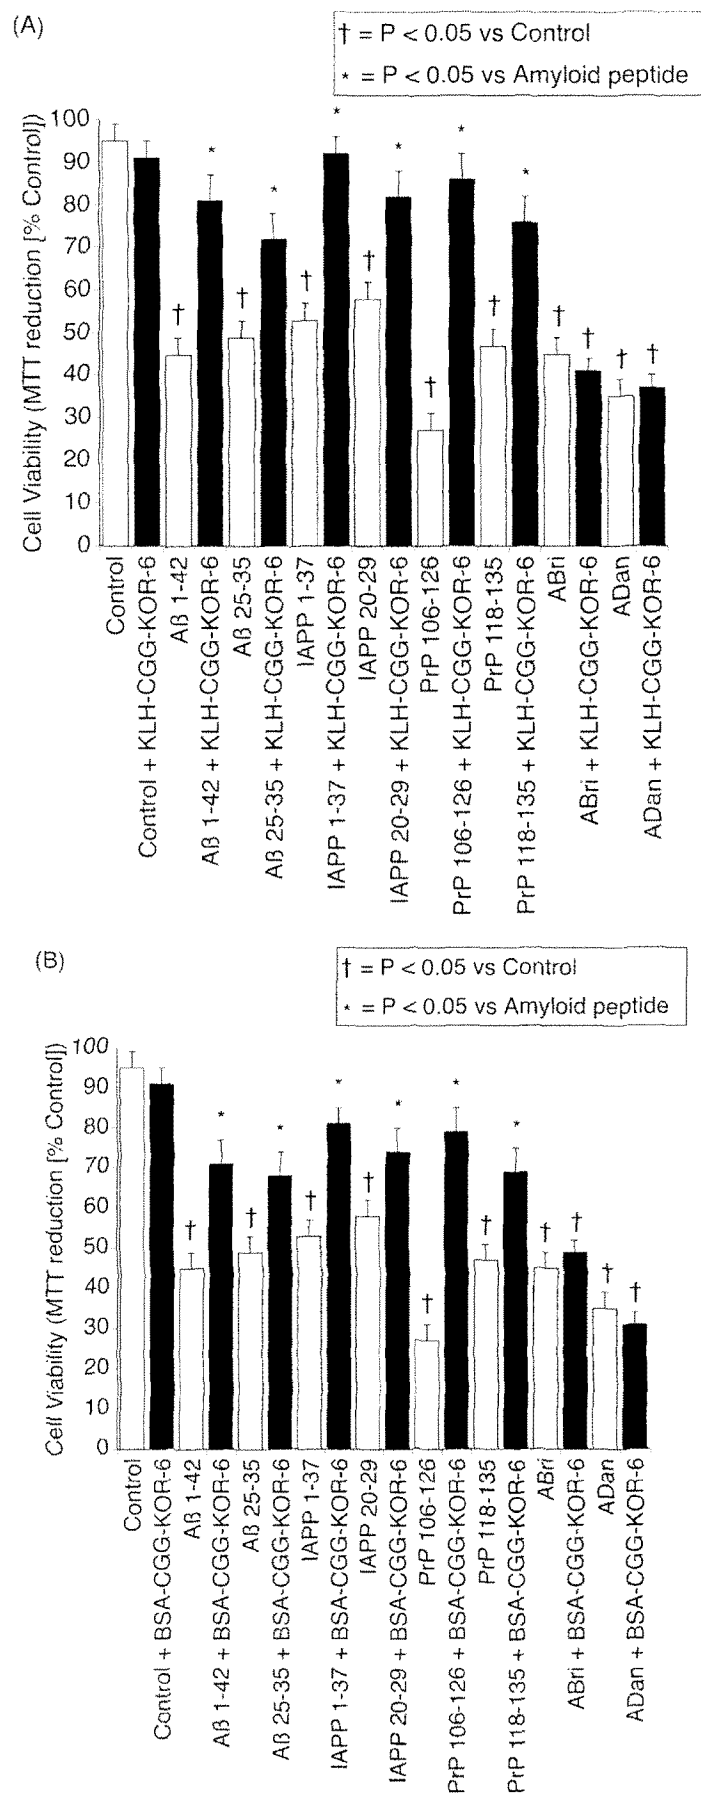 (A)
† = P < 0.05 vs Control
* = P < 0.05 vs Amyloid peptide
Cell Viability (MTT reduction [% Control])
100
90
80
70
60
50
40
30
20
10
0
* * * * * *
† † † † † † † † † †
Control
Control + KLH-CGG-KOR-6
Aß 1-42
Aß 1-42 + KLH-CGG-KOR-6
Aß 25-35
Aß 25-35 + KLH-CGG-KOR-6
IAPP 1-37
IAPP 1-37 + KLH-CGG-KOR-6
IAPP 20-29
IAPP 20-29 + KLH-CGG-KOR-6
PrP 106-126
PrP 106-126 + KLH-CGG-KOR-6
PrP 118-135
PrP 118-135 + KLH-CGG-KOR-6
ABri
ABri + KLH-CGG-KOR-6
ADan
ADan + KLH-CGG-KOR-6
(B)
† = P < 0.05 vs Control
* = P < 0.05 vs Amyloid peptide
Cell Viability (MTT reduction [% Control])
100
90
80
70
60
50
40
30
20
10
0
* * * * * *
† † † † † † † † † †
Control
Control + BSA-CGG-KOR-6
Aß 1-42
Aß 1-42 + BSA-CGG-KOR-6
Aß 25-35
Aß 25-35 + BSA-CGG-KOR-6
IAPP 1-37
IAPP 1-37 + BSA-CGG-KOR-6
IAPP 20-29
IAPP 20-29 + BSA-CGG-KOR-6
PrP 106-126
PrP 106-126 + BSA-CGG-KOR-6
PrP 118-135
PrP 118-135 + BSA-CGG-KOR-6
ABri
ABri + BSA-CGG-KOR-6
ADan
ADan + BSA-CGG-KOR-6